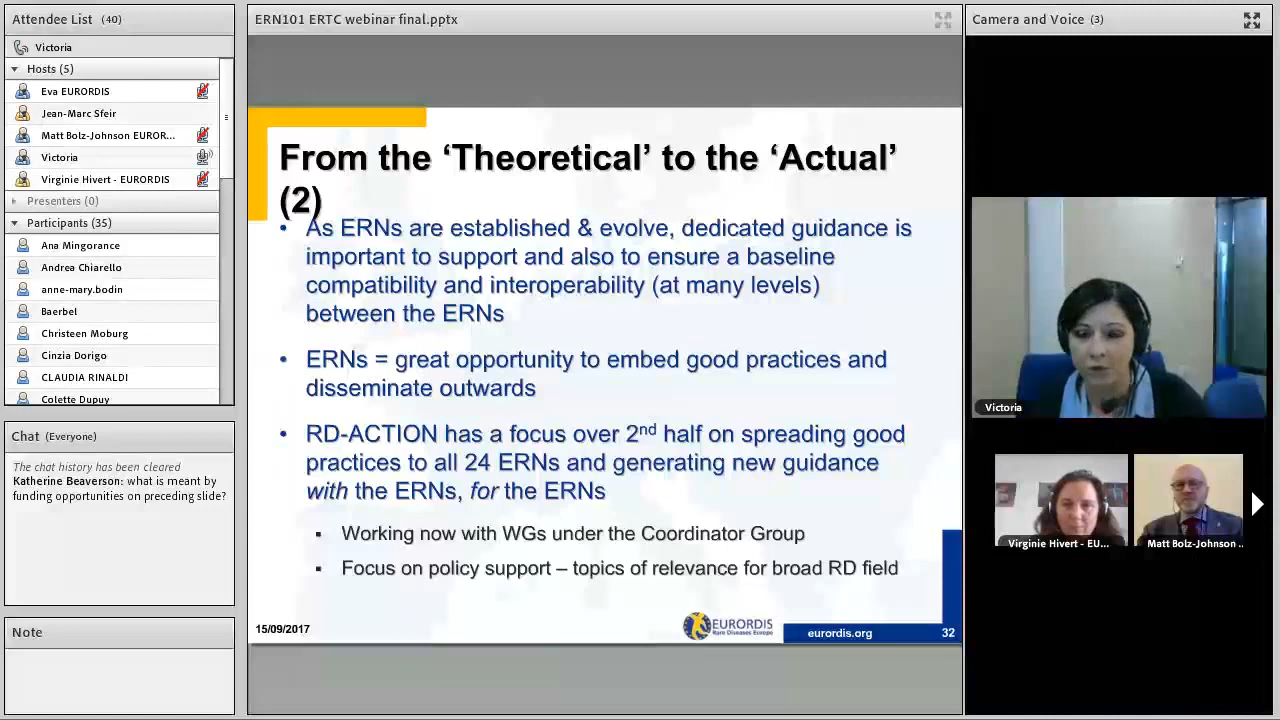 Attendee List (40)
Victoria
Hosts (5)
Eva EURORDIS
Jean-Marc Sfeir
Matt Bolz-Johnson EUROR...
Victoria
Virginie Hivert - EURORDIS
Presenters (0)
Participants (35)
Ana Mingorance
Andrea Chiarello
anne-mary.bodin
Baerbel
Christeen Moburg
Cinzia Dorigo
CLAUDIA RINALDI
Colette Dupuy
Chat (Everyone)
The chat history has been cleared
Katherine Beaverson: what is meant by
funding opportunities on preceding slide?
Note
ERN101 ERTC webinar final.pptx
From the ‘Theoretical’ to the ‘Actual’
(2)
• As ERNs are established & evolve, dedicated guidance is
important to support and also to ensure a baseline
compatibility and interoperability (at many levels)
between the ERNs
• ERNs = great opportunity to embed good practices and
disseminate outwards
• RD-ACTION has a focus over 2nd half on spreading good
practices to all 24 ERNs and generating new guidance
with the ERNs, for the ERNs
▪ Working now with WGs under the Coordinator Group
▪ Focus on policy support – topics of relevance for broad RD field
15/09/2017
EURORDIS
Rare Diseases Europe
eurordis.org
32
Camera and Voice (3)
Victoria
Virginie Hivert - EU...
Matt Bolz-Johnson ..